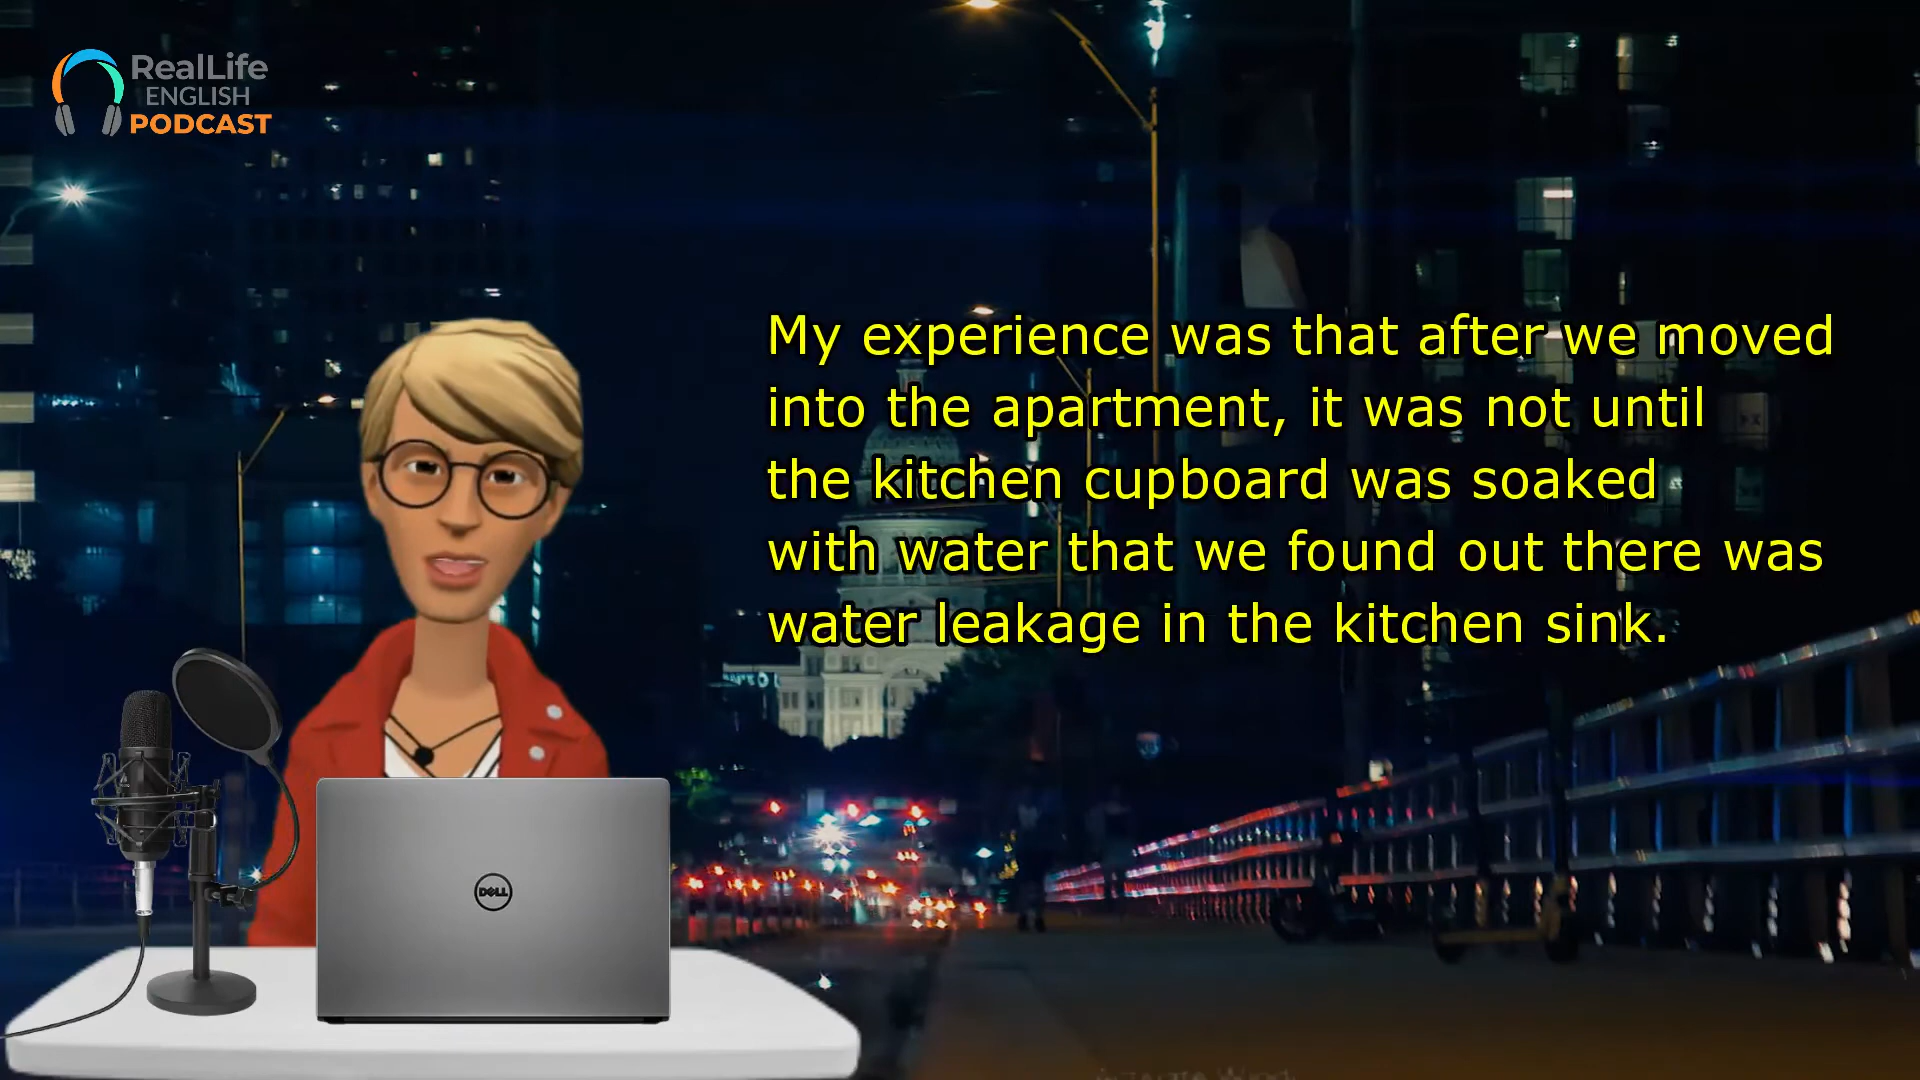 RealLife
ENGLISH
PODCAST
My experience was that after we moved
into the apartment, it was not until
the kitchen cupboard was soaked
with water that we found out there was
water leakage in the kitchen sink.
DELL